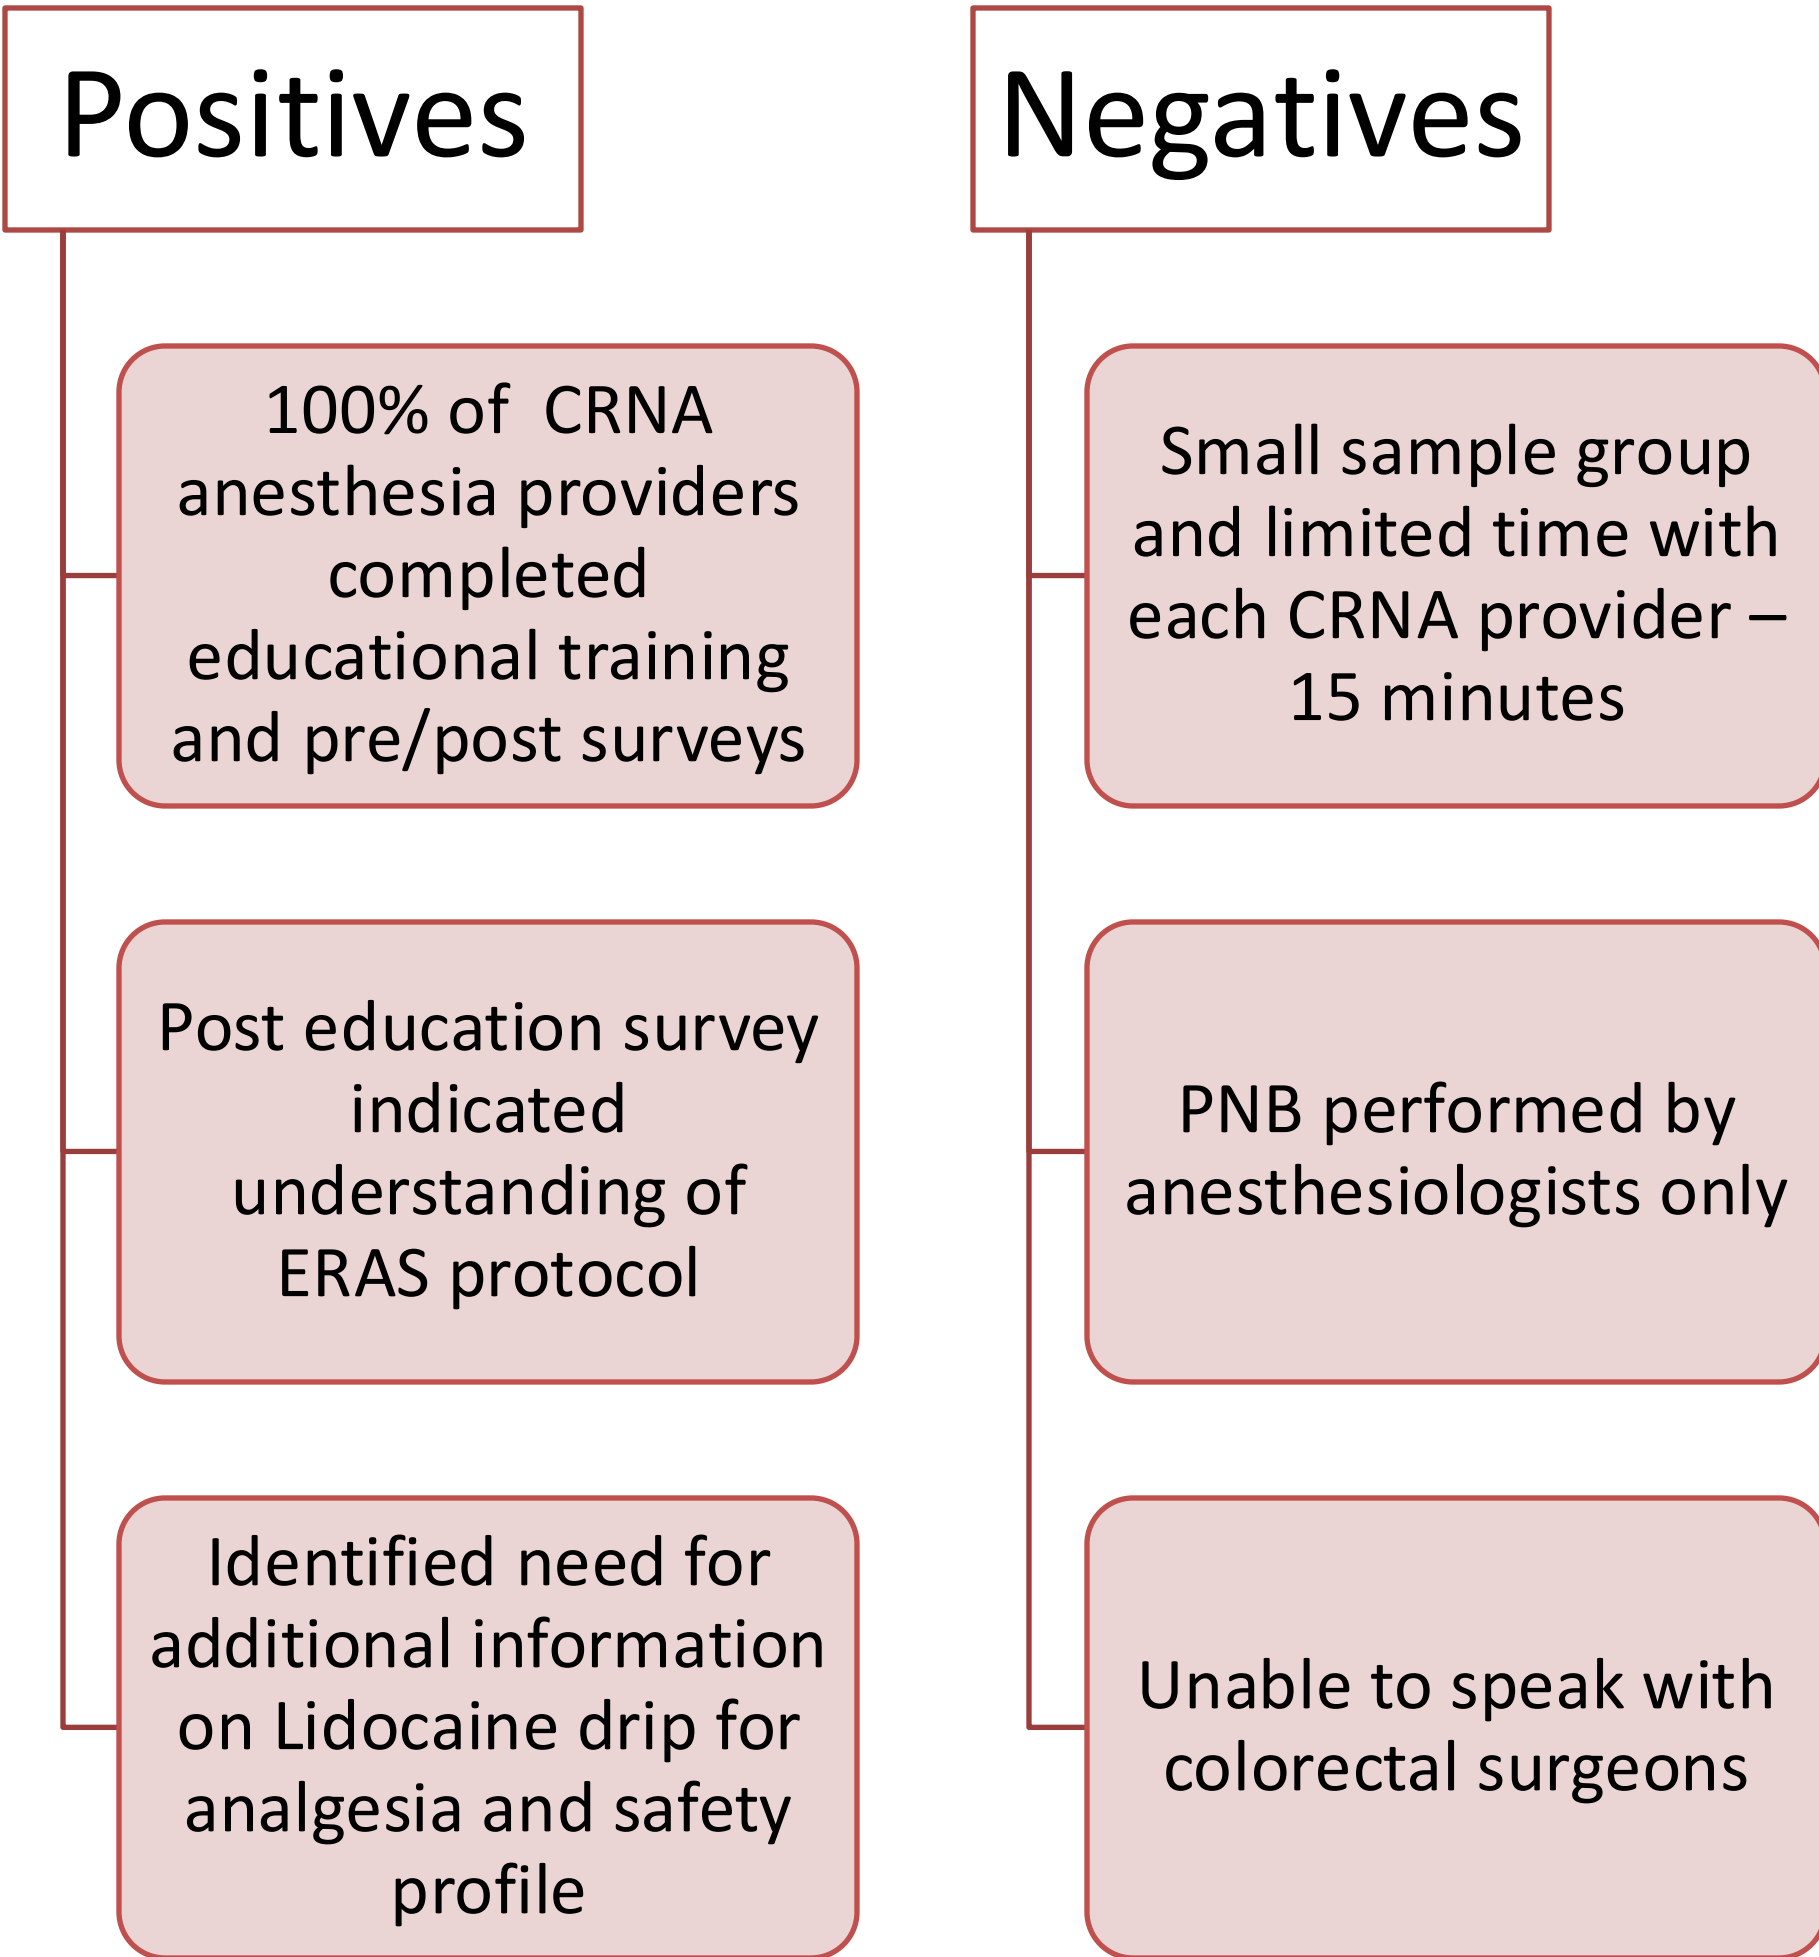 Positives
100% of  CRNA
anesthesia providers
completed
educational training
and pre/post surveys
Post education survey
indicated
understanding of
ERAS protocol
Identified need for
additional information
on Lidocaine drip for
analgesia and safety
profile
Negatives
Small sample group
and limited time with
each CRNA provider –
15 minutes
PNB performed by
anesthesiologists only
Unable to speak with
colorectal surgeons